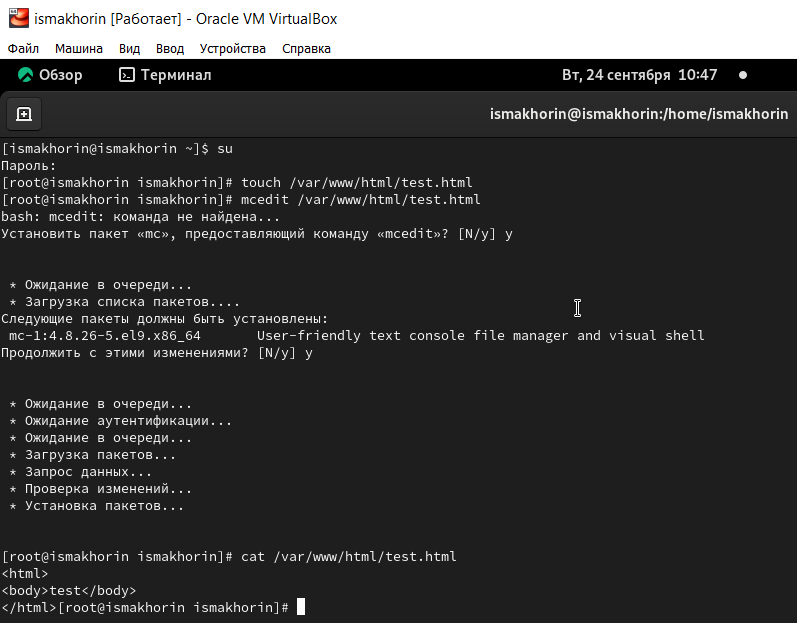 ismakhorin [Работает] - Oracle VM VirtualBox
Файл Машина Вид Ввод Устройства Справка
Обзор Терминал Вт, 24 сентября 10:47
ismakhorin@ismakhorin:/home/ismakhorin
[ismakhorin@ismakhorin ~]$ su
Пароль:
[root@ismakhorin ismakhorin]# touch /var/www/html/test.html
[root@ismakhorin ismakhorin]# mcedit /var/www/html/test.html
bash: mcedit: команда не найдена...
Установить пакет «mc», предоставляющий команду «mcedit»? [N/y] y
* Ожидание в очереди...
* Загрузка списка пакетов....
Следующие пакеты должны быть установлены:
mc-1:4.8.26-5.el9.x86_64 User-friendly text console file manager and visual shell
Продолжить с этими изменениями? [N/y] y
* Ожидание в очереди...
* Ожидание аутентификации...
* Ожидание в очереди...
* Загрузка пакетов...
* Запрос данных...
* Проверка изменений...
* Установка пакетов...
[root@ismakhorin ismakhorin]# cat /var/www/html/test.html
<html>
<body>test</body>
</html>[root@ismakhorin ismakhorin]#